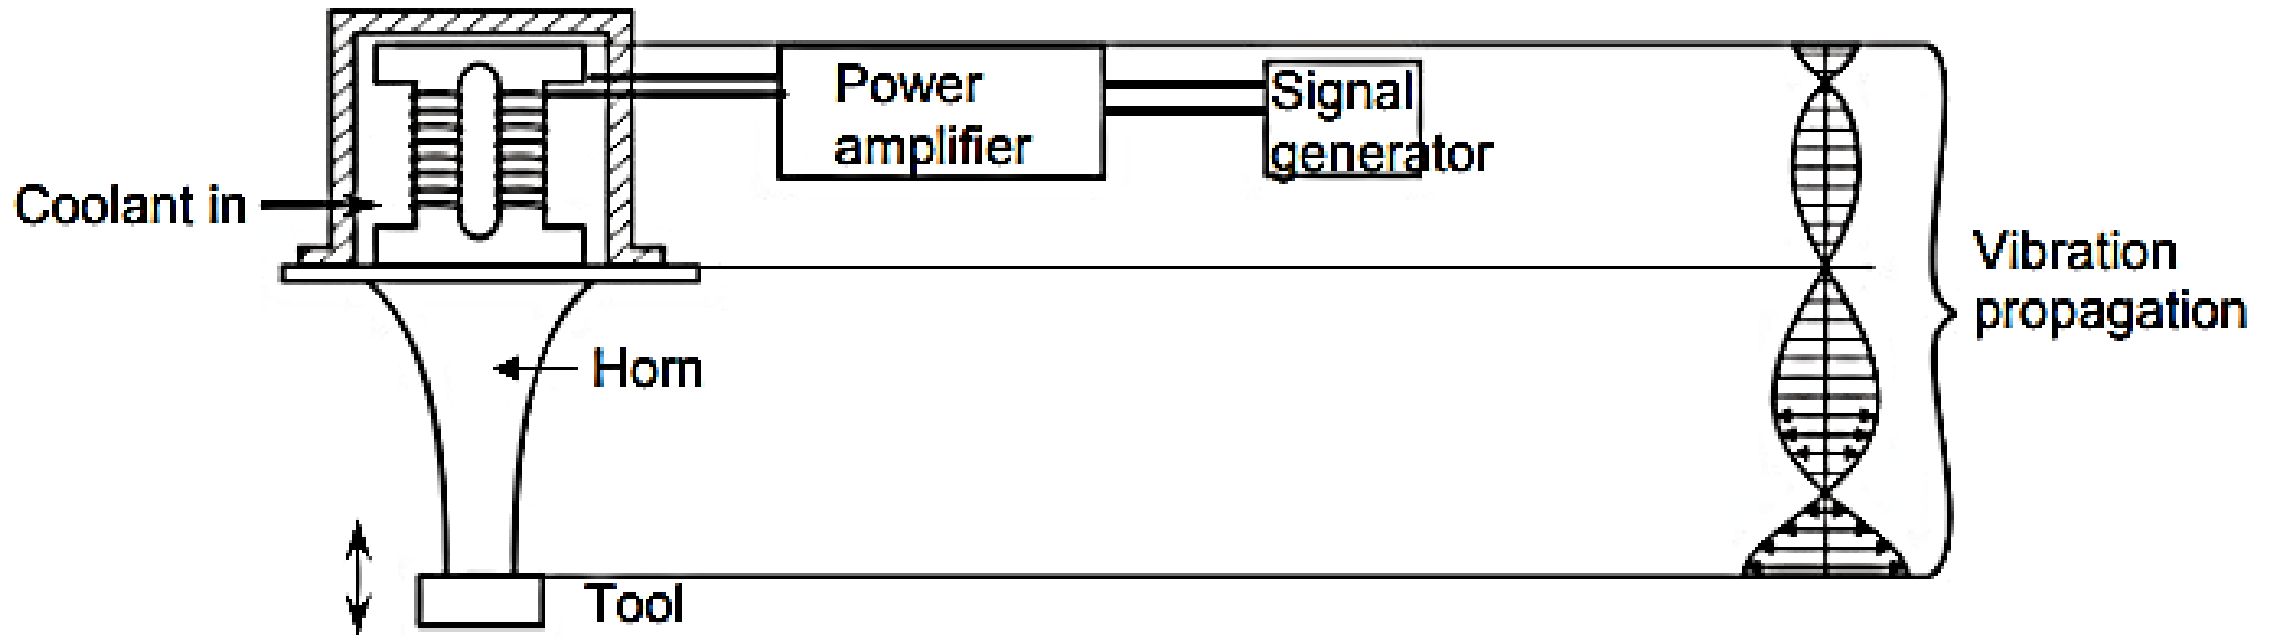 Power
amplifier
Signal
generator
Coolant in
Vibration
propagation
Horn
Tool